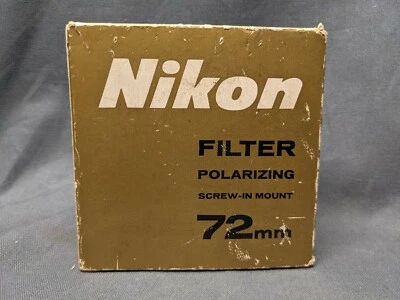 Nikon
FILTER
POLARIZING
SCREW-IN MOUNT
72mm